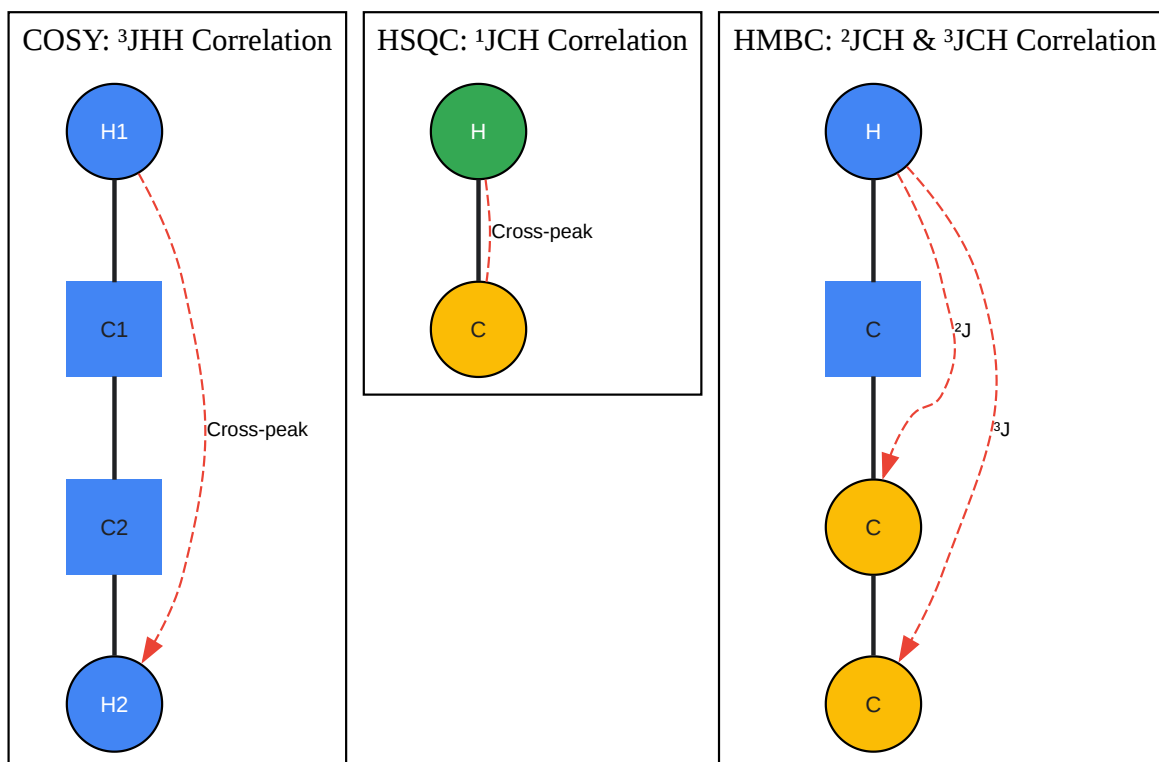 COSY: ³JHH Correlation
H1
C1
Cross-peak
C2
H2
HSQC: ¹JCH Correlation
H
Cross-peak
C
HMBC: ²JCH & ³JCH Correlation
H
C
²J
³J
C
C